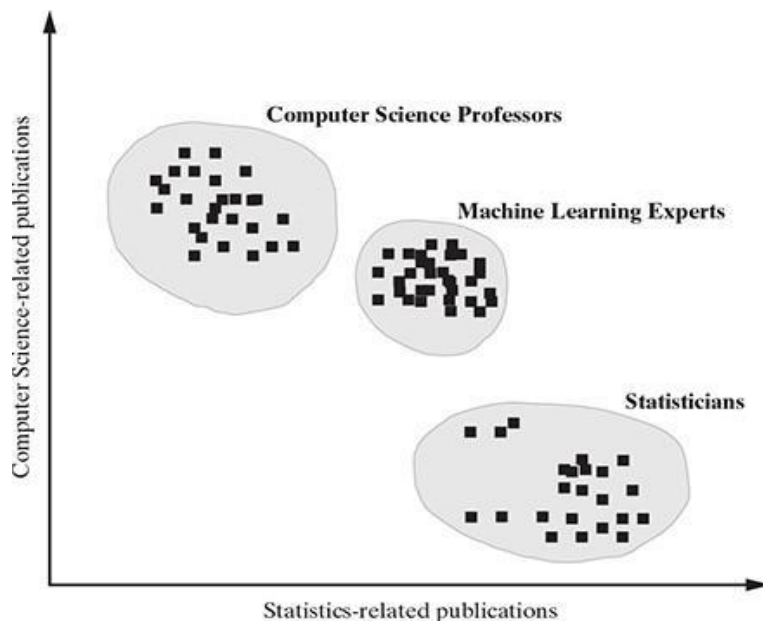 Computer Science Professors
Machine Learning Experts
Statisticians
Computer Science-related publications
Statistics-related publications